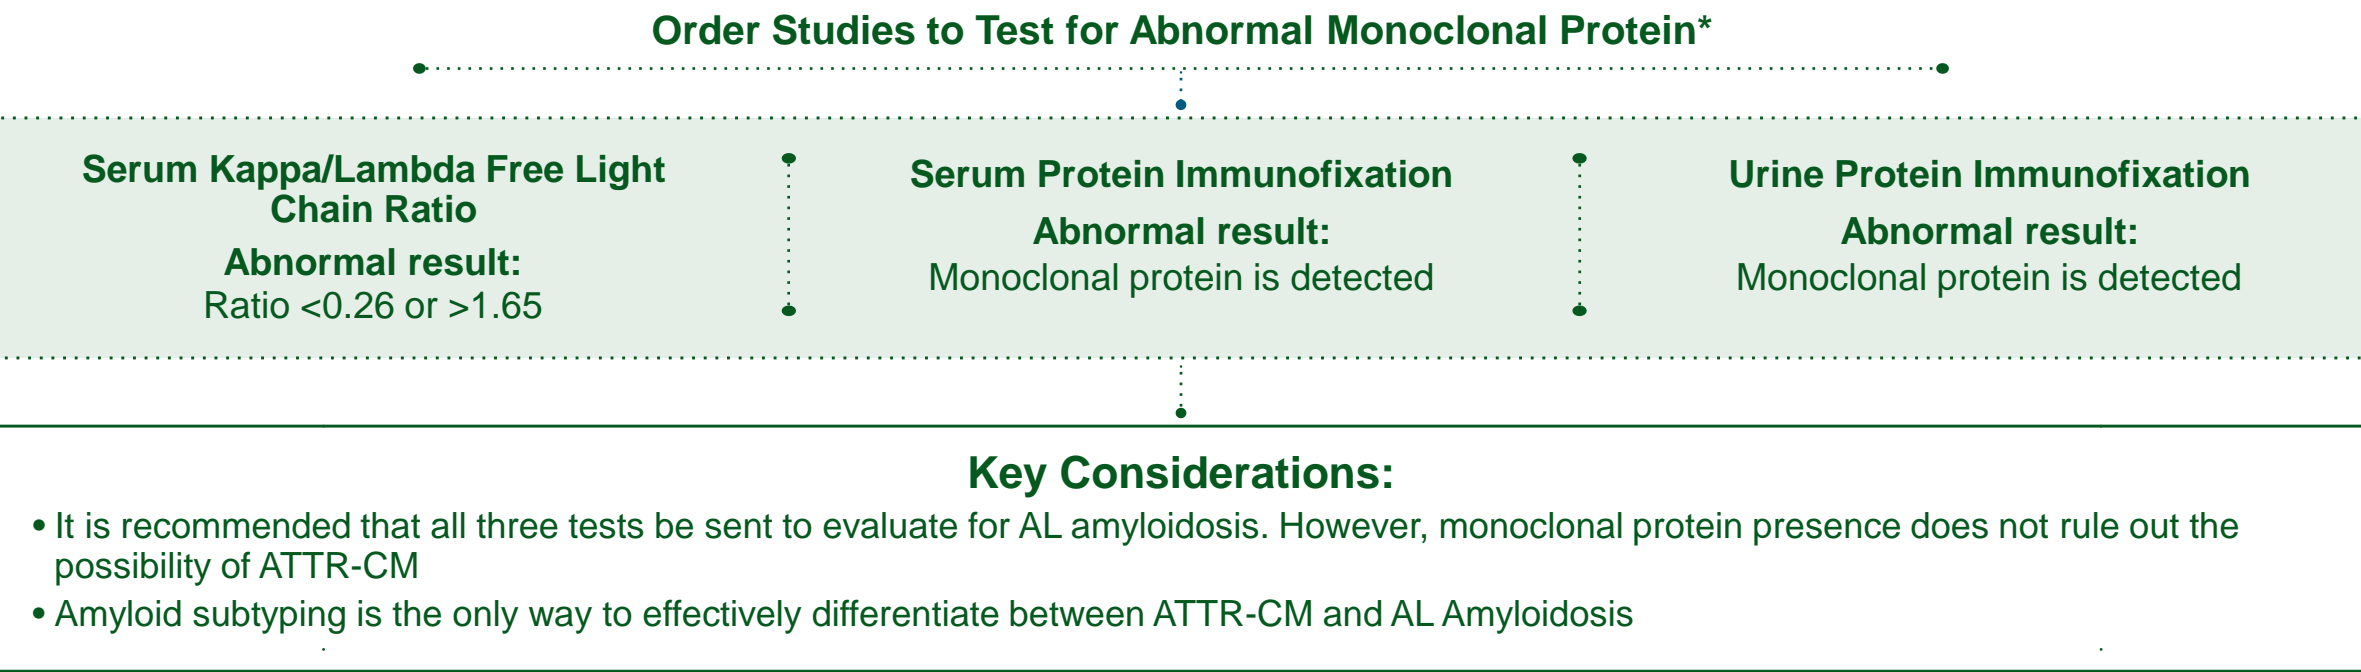 Order Studies to Test for Abnormal Monoclonal Protein*
Serum Kappa/Lambda Free Light
Chain Ratio
Abnormal result:
Ratio <0.26 or >1.65
Serum Protein Immunofixation
Abnormal result:
Monoclonal protein is detected
Urine Protein Immunofixation
Abnormal result:
Monoclonal protein is detected
Key Considerations:
• It is recommended that all three tests be sent to evaluate for AL amyloidosis. However, monoclonal protein presence does not rule out the
possibility of ATTR-CM
• Amyloid subtyping is the only way to effectively differentiate between ATTR-CM and AL Amyloidosis